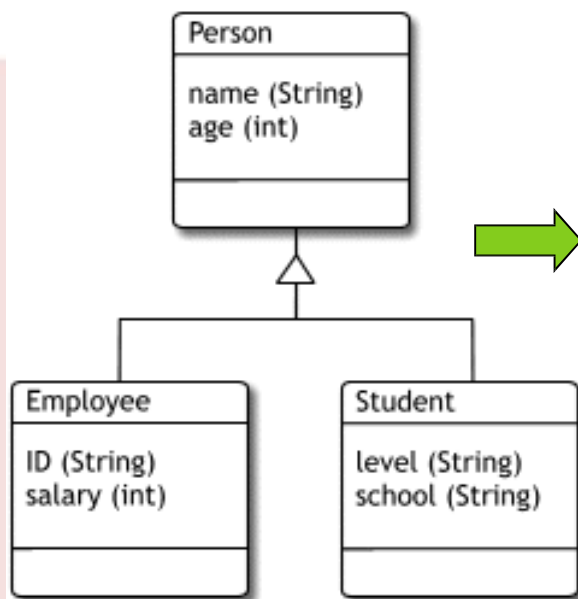 Person
name (String)
age (int)
Employee
ID (String)
salary (int)
Student
level (String)
school (String)